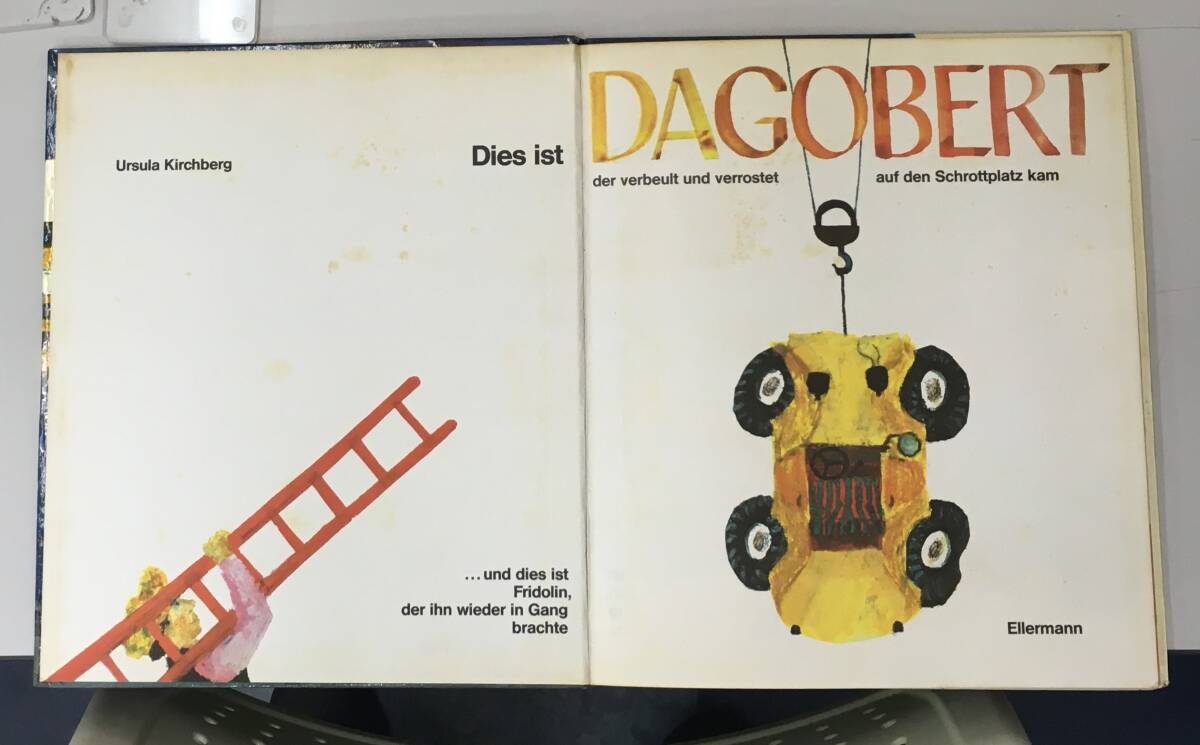 Ursula Kirchberg
Dies ist
DAGOBERT
der verbeult und verrostet auf den Schrottplatz kam
...und dies ist
Fridolin,
der ihn wieder in Gang
brachte
Ellermann